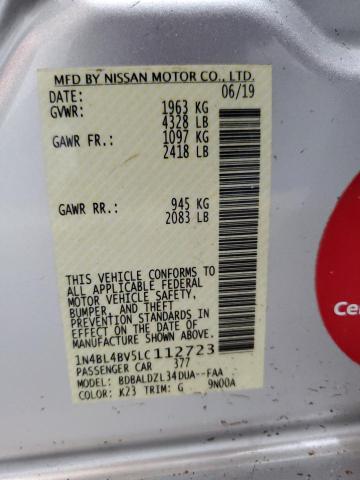 MFD BY NISSAN MOTOR CO., LTD.
DATE: 06/19
GVWR: 1963 KG
4328 LB
GAWR FR.: 1097 KG
2418 LB
GAWR RR.: 945 KG
2083 LB
THIS VEHICLE CONFORMS TO
ALL APPLICABLE FEDERAL
MOTOR VEHICLE SAFETY,
BUMPER, AND THEFT
PREVENTION STANDARDS IN
EFFECT ON THE DATE OF
MANUFACTURE SHOWN ABOVE.
1N4BL4BV5LC112723
PASSENGER CAR 377
MODEL: BDBALDZL34DUA--FAA
COLOR: K23 TRIM: G 9N00A
Ce